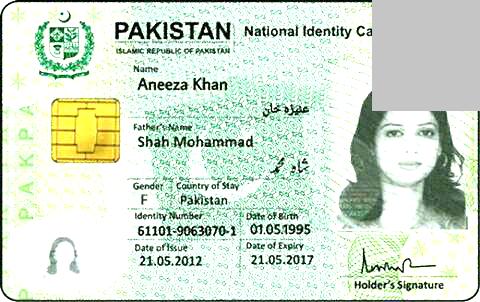 PAKISTAN National Identity Ca
ISLAMIC REPUBLIC OF PAKISTAN
Name
Aneeza Khan
عنیزہ خان
Father's Name
Shah Mohammad
شاہ محمد
Gender Country of Stay
F Pakistan
Identity Number Date of Birth
61101-9063070-1 01.05.1995
Date of Issue Date of Expiry
21.05.2012 21.05.2017
Holder's Signature
PAKPA